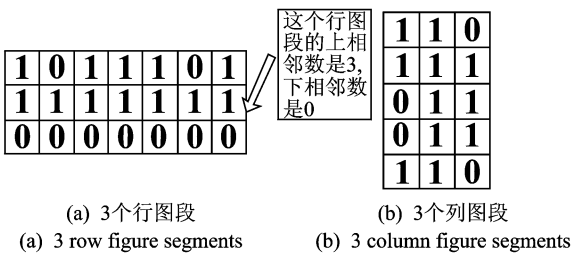 1 0 1 1 1 0 1
1 1 1 1 1 1 1
0 0 0 0 0 0 0
这个行图
段的上相
邻数是3,
下相邻数
是0
1 1 0
1 1 1
0 1 1
0 1 1
1 1 0
(a) 3个行图段
(a) 3 row figure segments
(b) 3个列图段
(b) 3 column figure segments